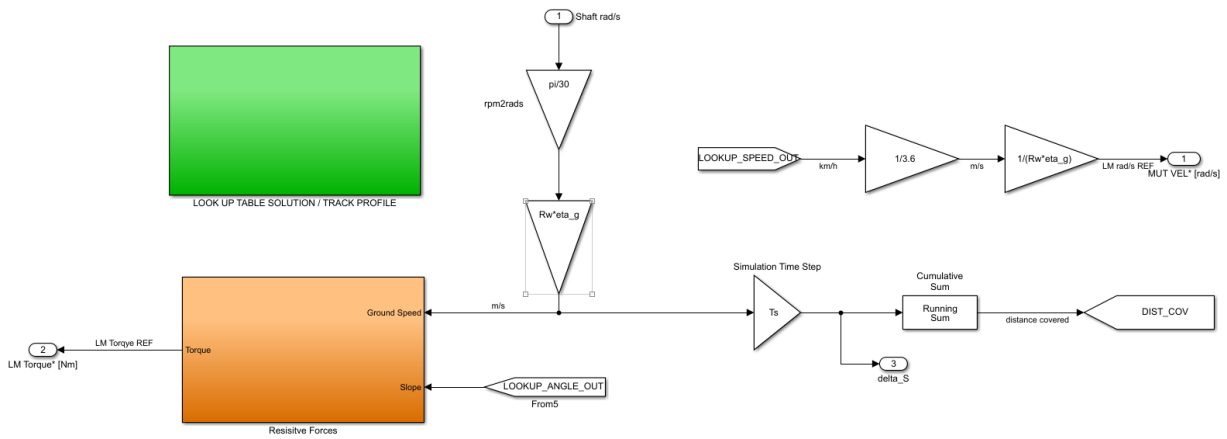 1
Shaft rad/s
pi/30
rpm2rads
LOOK UP TABLE SOLUTION / TRACK PROFILE
LOOKUP_SPEED_OUT
km/h
1/3.6
m/s
1/(Rw*eta_g)
LM rad/s REF
1
MUT VEL* [rad/s]
Rw*eta_g
m/s
Ground Speed
Torque
Slope
Resisitve Forces
LM Torqye REF
2
LM Torque* [Nm]
LOOKUP_ANGLE_OUT
From5
Simulation Time Step
Ts
Cumulative
Sum
Running
Sum
distance covered
DIST_COV
3
delta_S